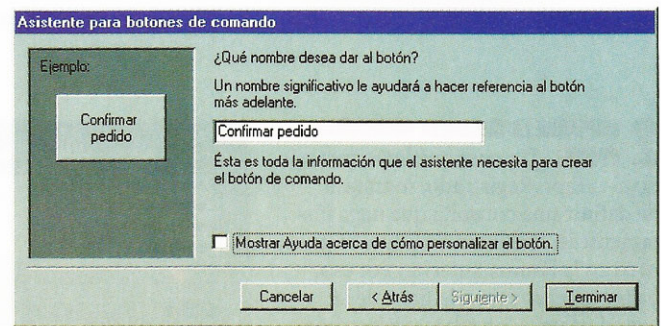 Asistente para botones de comando
Ejemplo:
Confirmar
pedido
¿Qué nombre desea dar al botón?
Un nombre significativo le ayudará a hacer referencia al botón
más adelante.
Confirmar pedido
Ésta es toda la información que el asistente necesita para crear
el botón de comando.
Mostrar Ayuda acerca de cómo personalizar el botón.
Cancelar
< Atrás
Siguiente >
Terminar